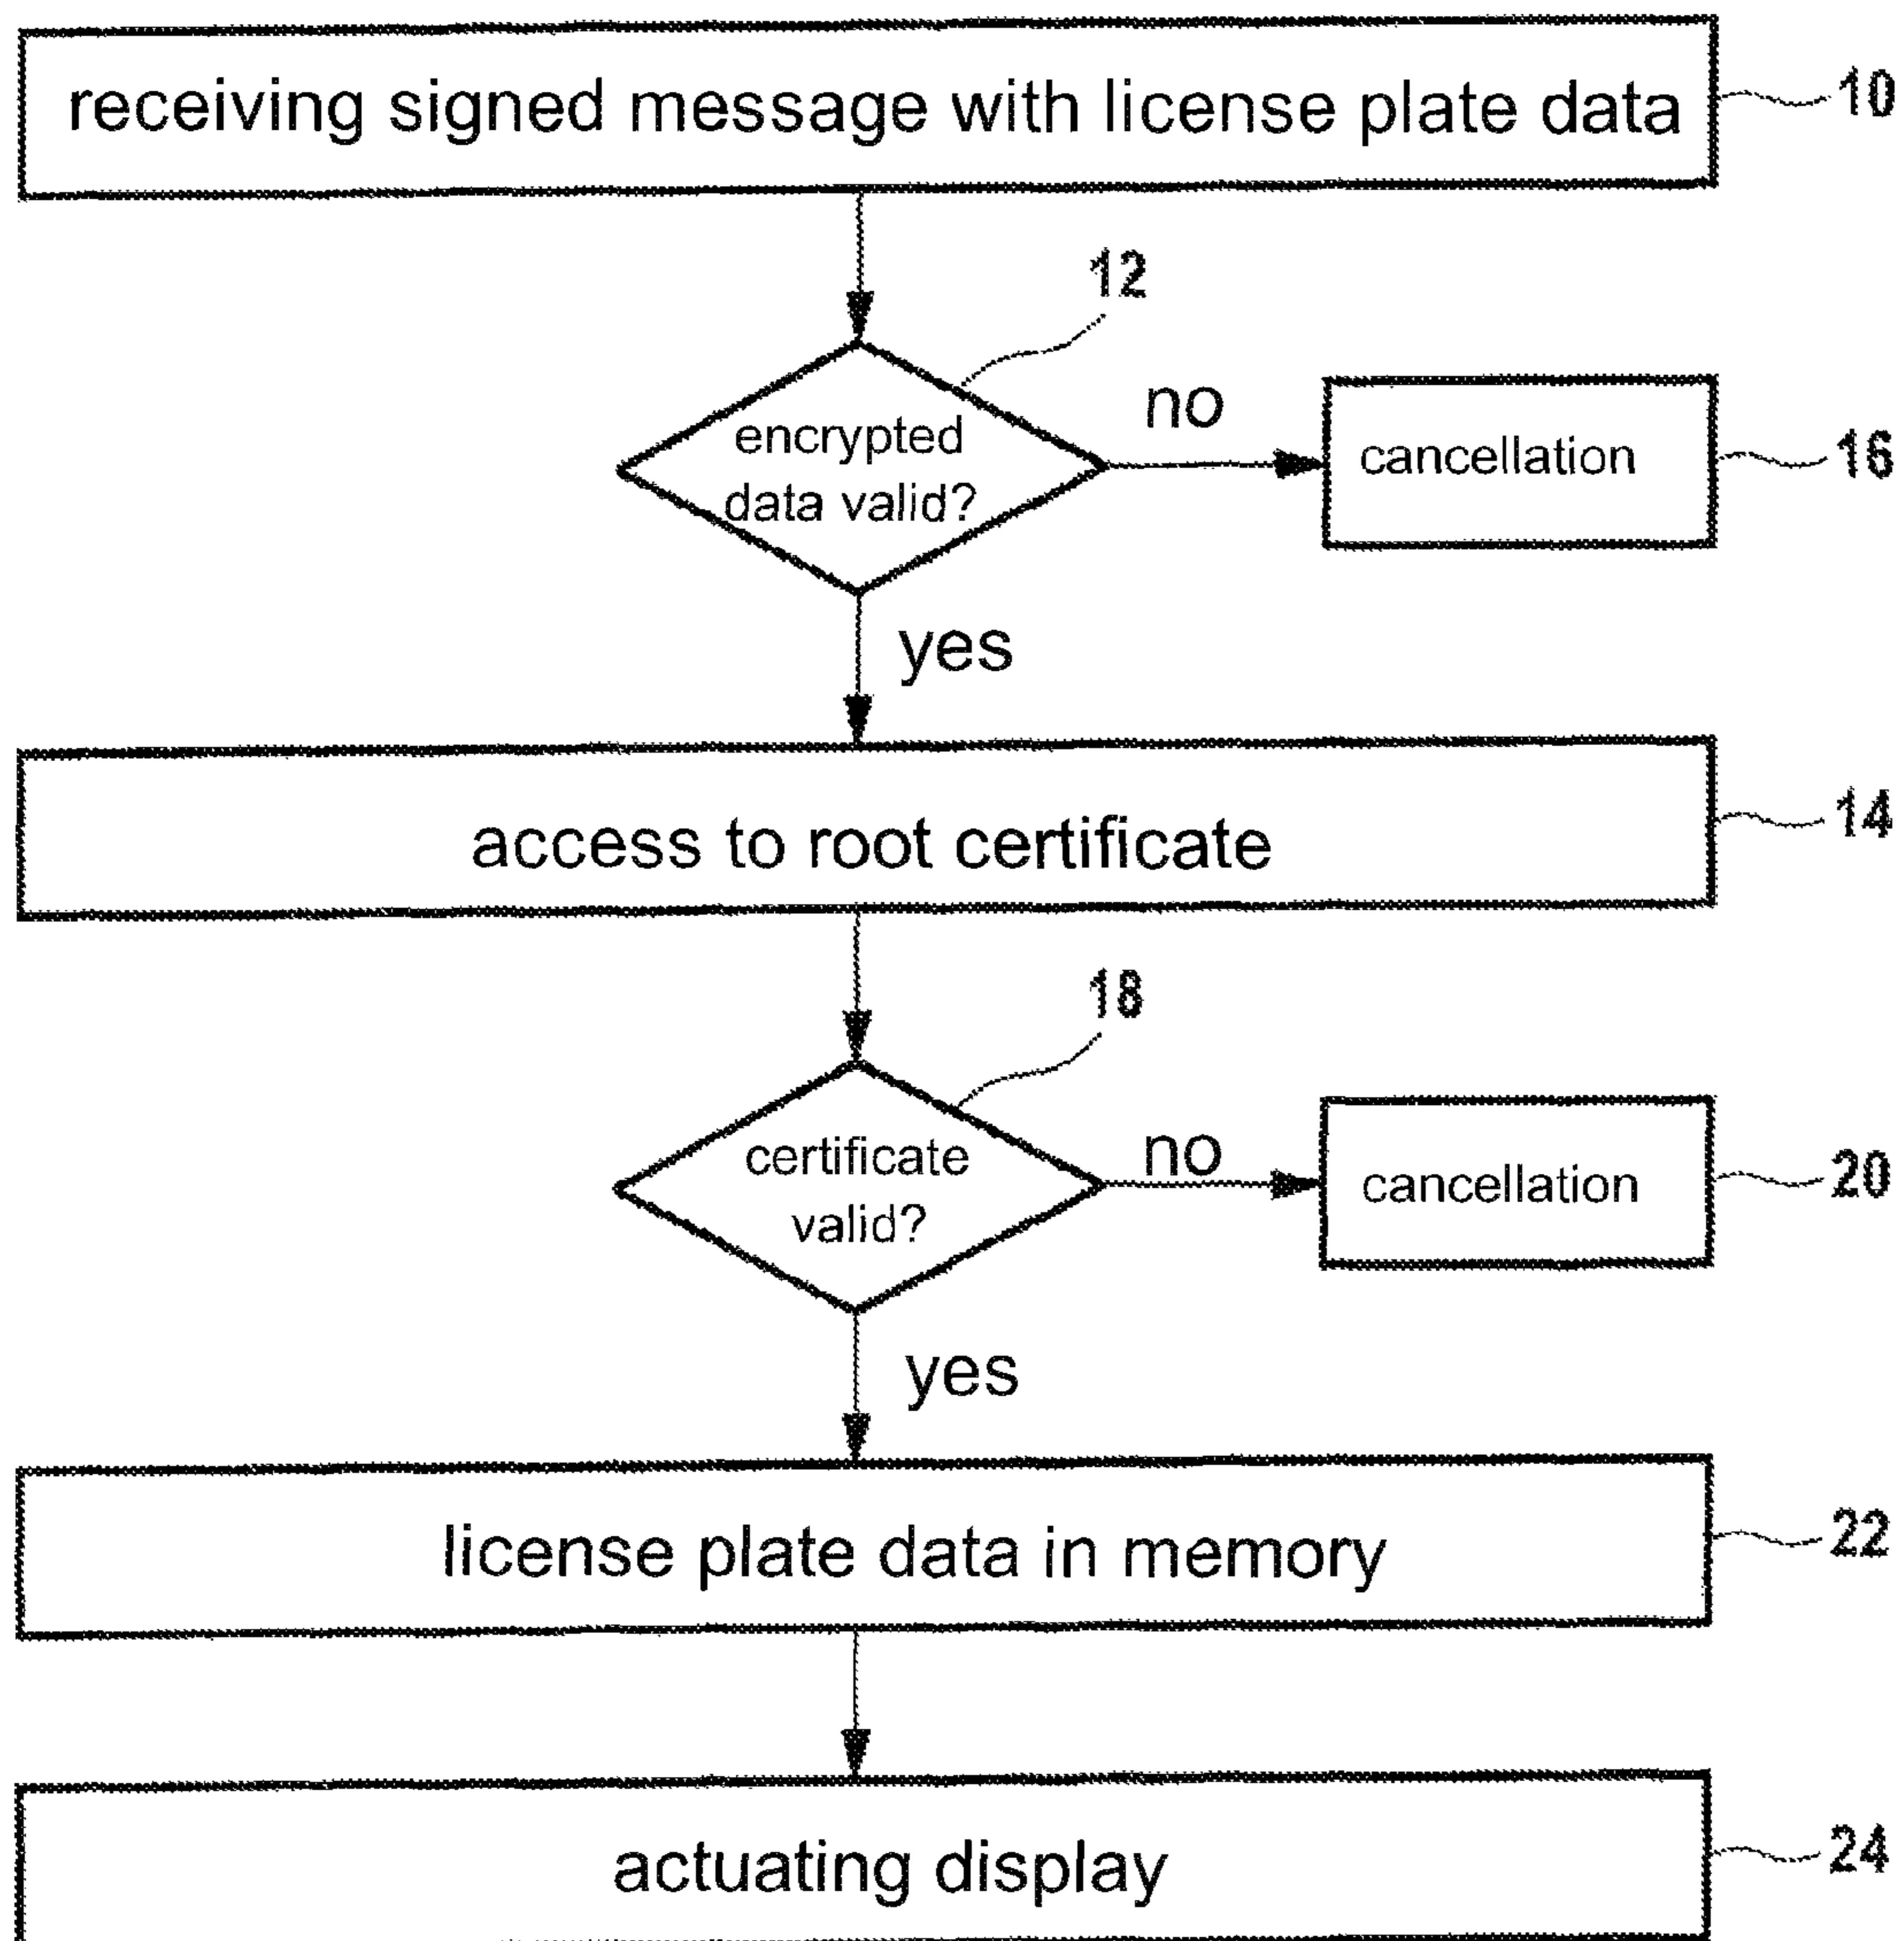 receiving signed message with license plate data
10
12
encrypted
data valid?
no
cancellation
16
yes
access to root certificate
14
18
certificate
valid?
no
cancellation
20
yes
license plate data in memory
22
actuating display
24